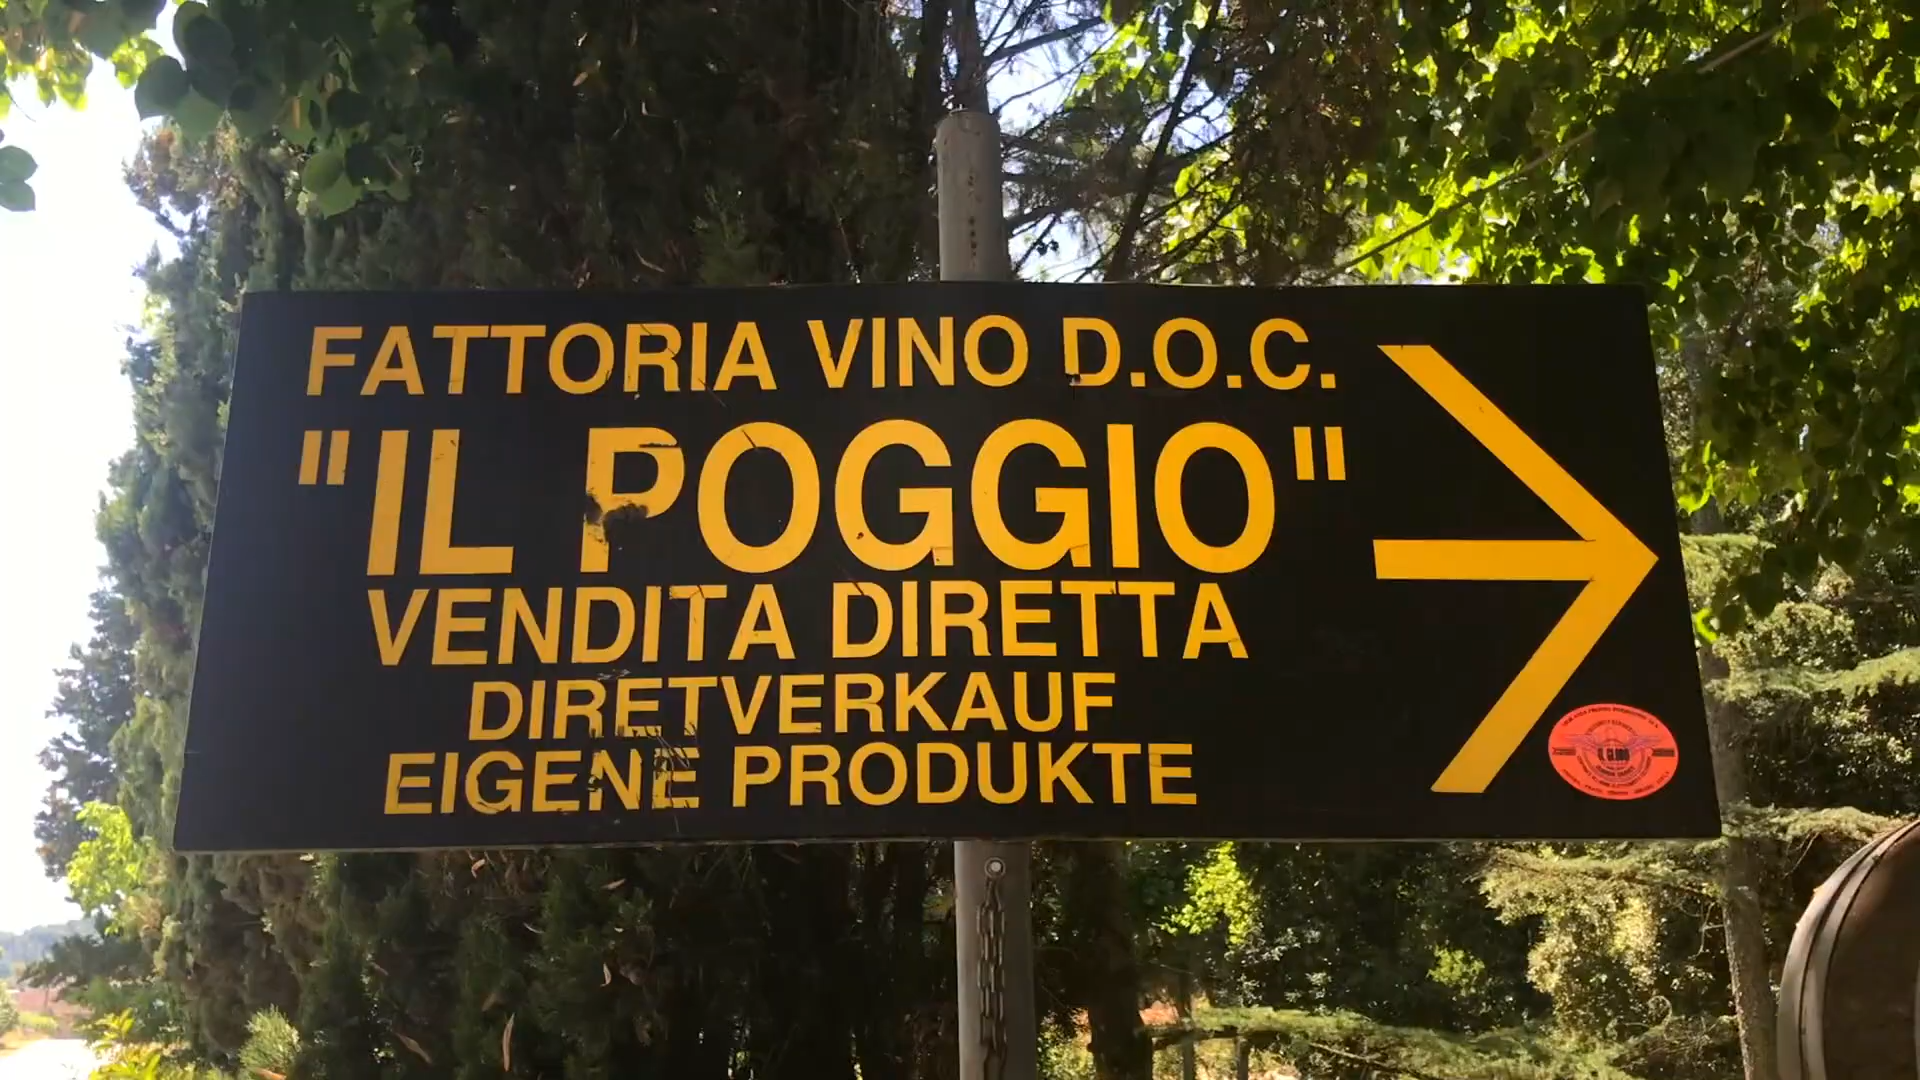 FATTORIA VINO D.O.C.
"IL POGGIO"
VENDITA DIRETTA
DIRETVERKAUF
EIGENE PRODUKTE